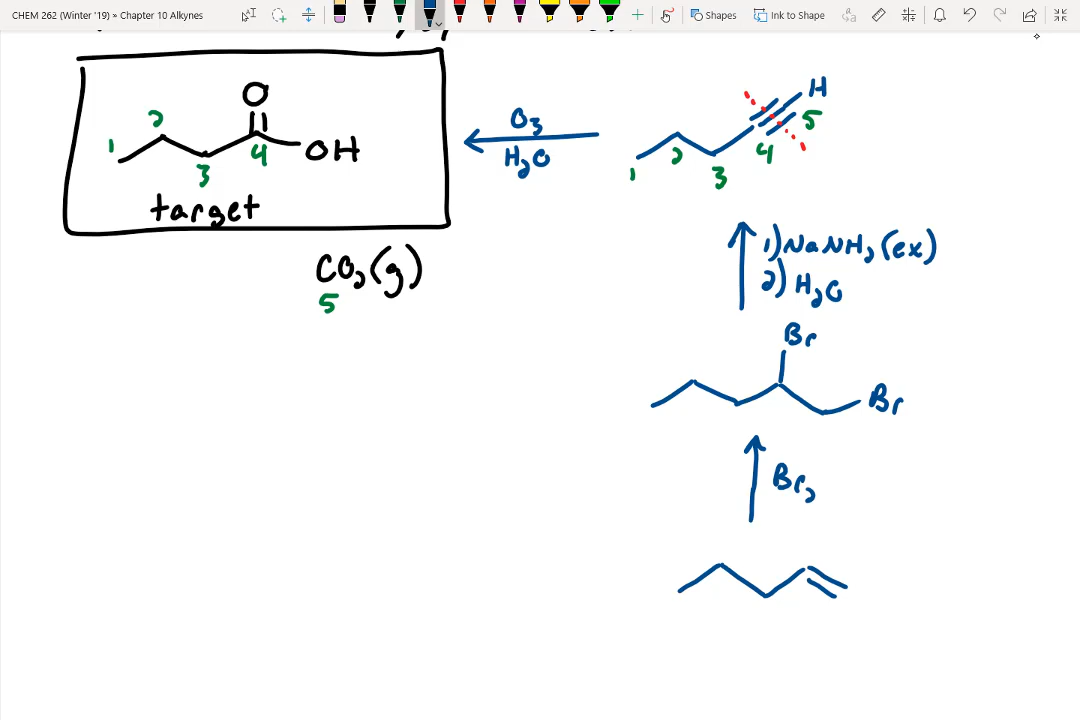 CHEM 262 (Winter '19) » Chapter 10 Alkynes
Shapes
Ink to Shape
O
OH
1
2
3
4
target
CO₂(g)
5
O₃
H₂O
H
1
2
3
4
5
1) NaNH₂(ex)
2) H₂O
Br
Br
Br₂